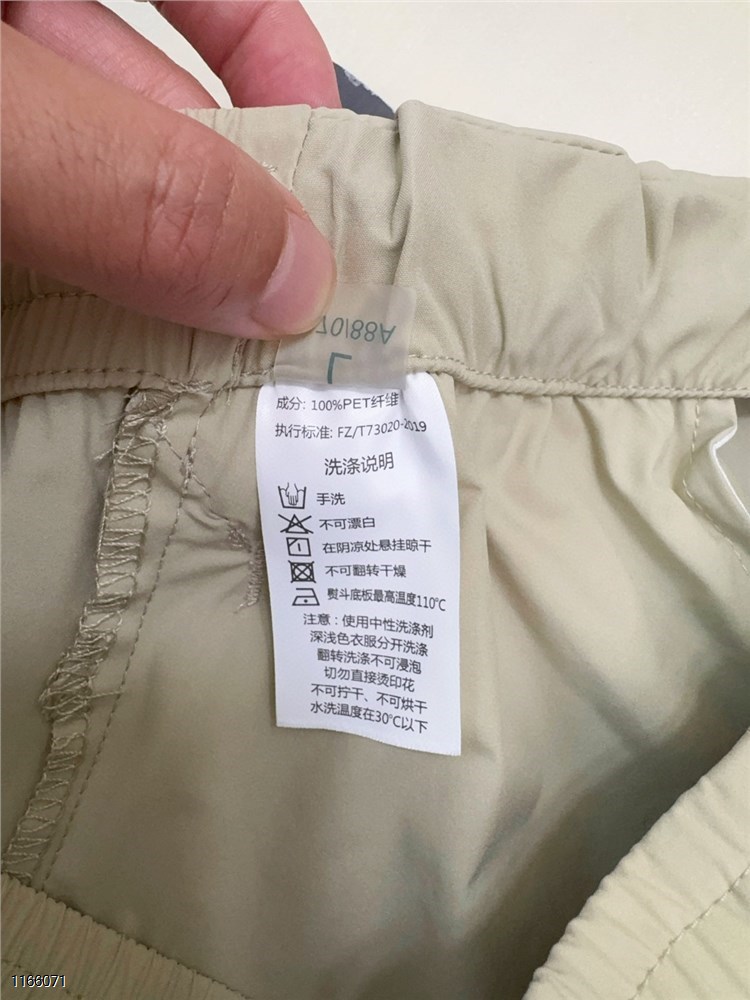 A88107
L
成分: 100%PET纤维
执行标准: FZ/T73020-2019
洗涤说明
手洗
不可漂白
在阴凉处悬挂晾干
不可翻转干燥
熨斗底板最高温度110℃
注意：使用中性洗涤剂
深浅色衣服分开洗涤
翻转洗涤不可浸泡
切勿直接烫印花
不可拧干、不可烘干
水洗温度在30℃以下
1166071